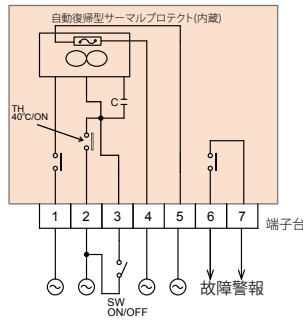 自動復帰型サーマルプロテクト(内蔵)
C
TH
40℃/ON
1 2 3 4 5 6 7
端子台
SW
ON/OFF
故障警報